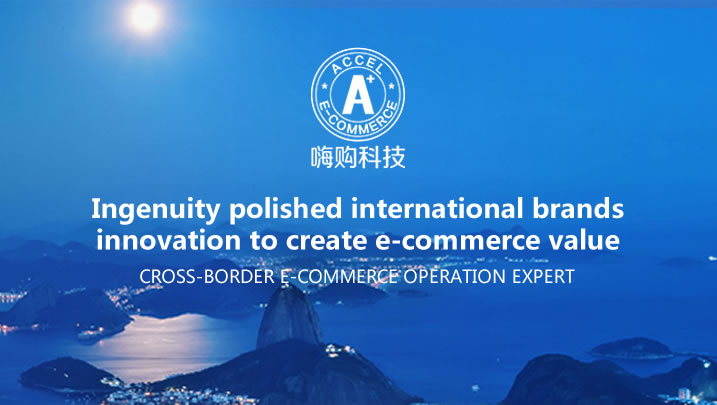 ACCEL
A+
E-COMMERCE
嗨购科技
Ingenuity polished international brands
innovation to create e-commerce value
CROSS-BORDER E-COMMERCE OPERATION EXPERT